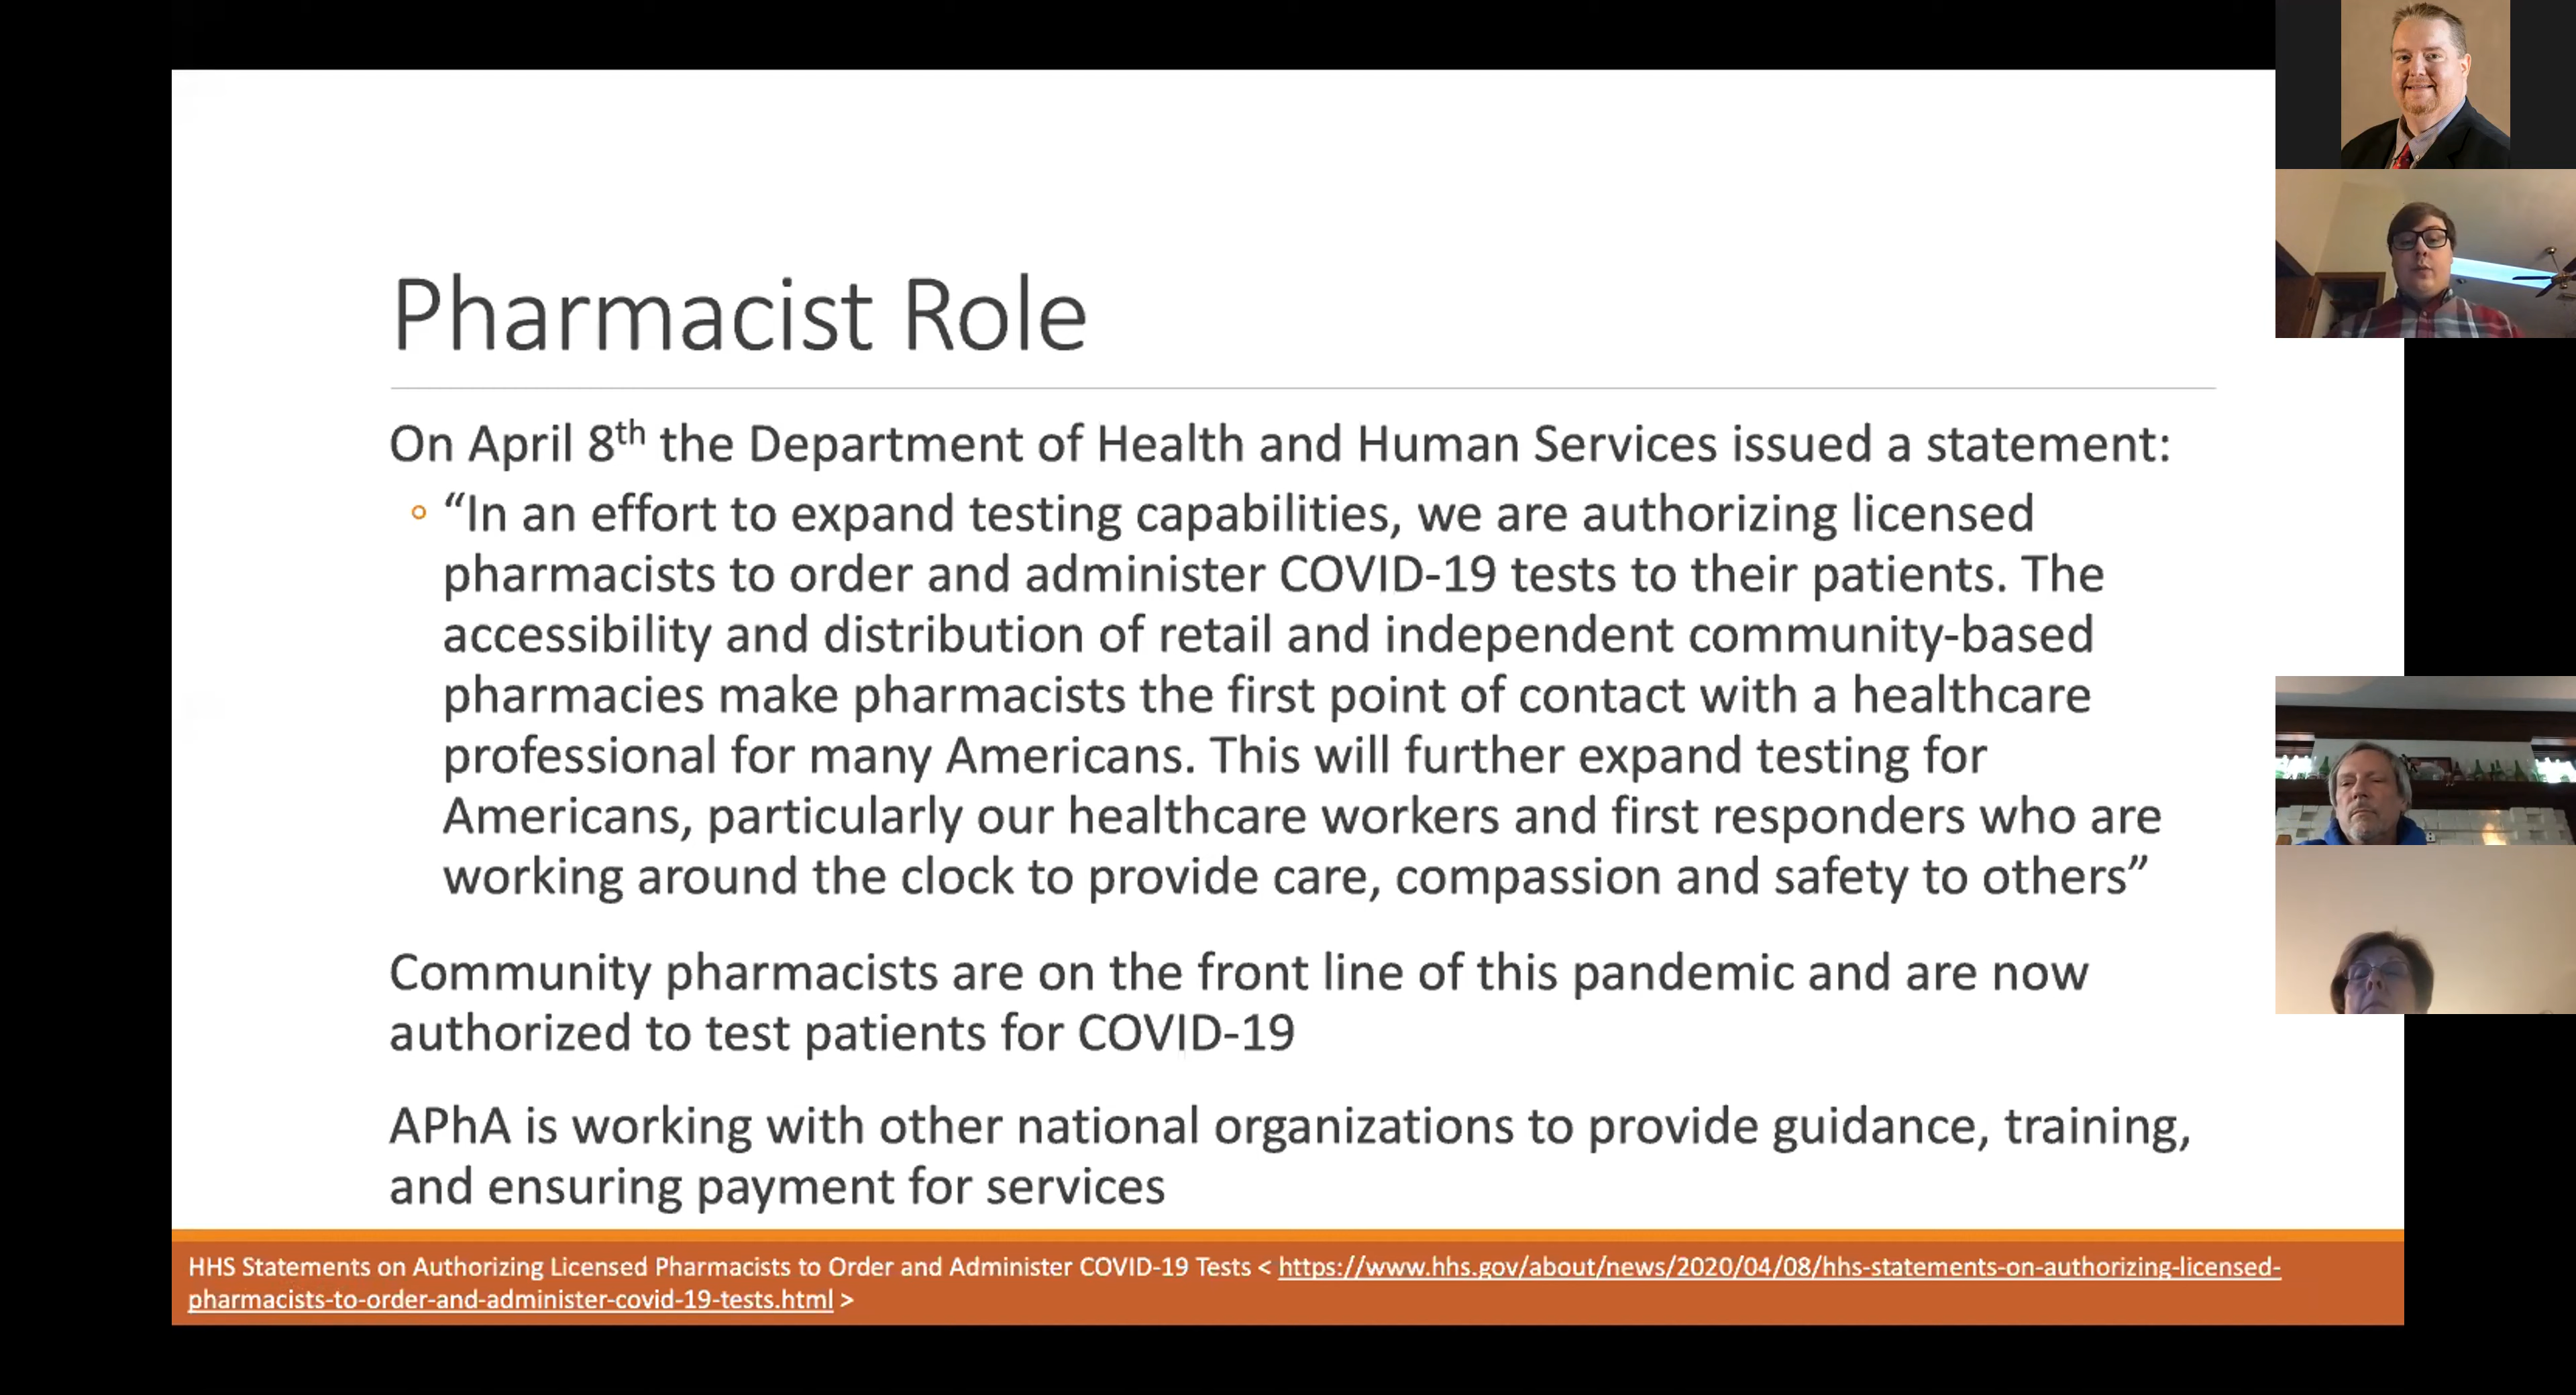 Pharmacist Role
On April 8th the Department of Health and Human Services issued a statement:
◦ “In an effort to expand testing capabilities, we are authorizing licensed
pharmacists to order and administer COVID-19 tests to their patients. The
accessibility and distribution of retail and independent community-based
pharmacies make pharmacists the first point of contact with a healthcare
professional for many Americans. This will further expand testing for
Americans, particularly our healthcare workers and first responders who are
working around the clock to provide care, compassion and safety to others”
Community pharmacists are on the front line of this pandemic and are now
authorized to test patients for COVID-19
APhA is working with other national organizations to provide guidance, training,
and ensuring payment for services
HHS Statements on Authorizing Licensed Pharmacists to Order and Administer COVID-19 Tests < https://www.hhs.gov/about/news/2020/04/08/hhs-statements-on-authorizing-licensed-
pharmacists-to-order-and-administer-covid-19-tests.html >